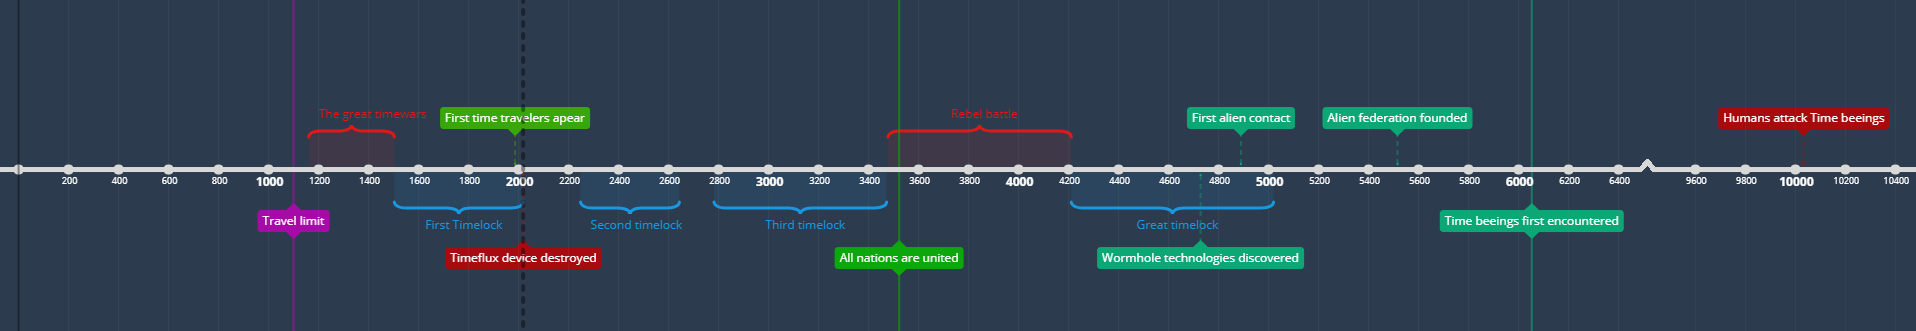 The great timewars
First time travelers apear
Rebel battle
First alien contact
Alien federation founded
Humans attack Time beeings
200 400 600 800 1000 1200 1400 1600 1800 2000 2200 2400 2600 2800 3000 3200 3400 3600 3800 4000 4200 4400 4600 4800 5000 5200 5400 5600 5800 6000 6200 6400 9600 9800 10000 10200 10400
Travel limit
First Timelock
Second timelock
Third timelock
Great timelock
Time beeings first encountered
Timeflux device destroyed
All nations are united
Wormhole technologies discovered